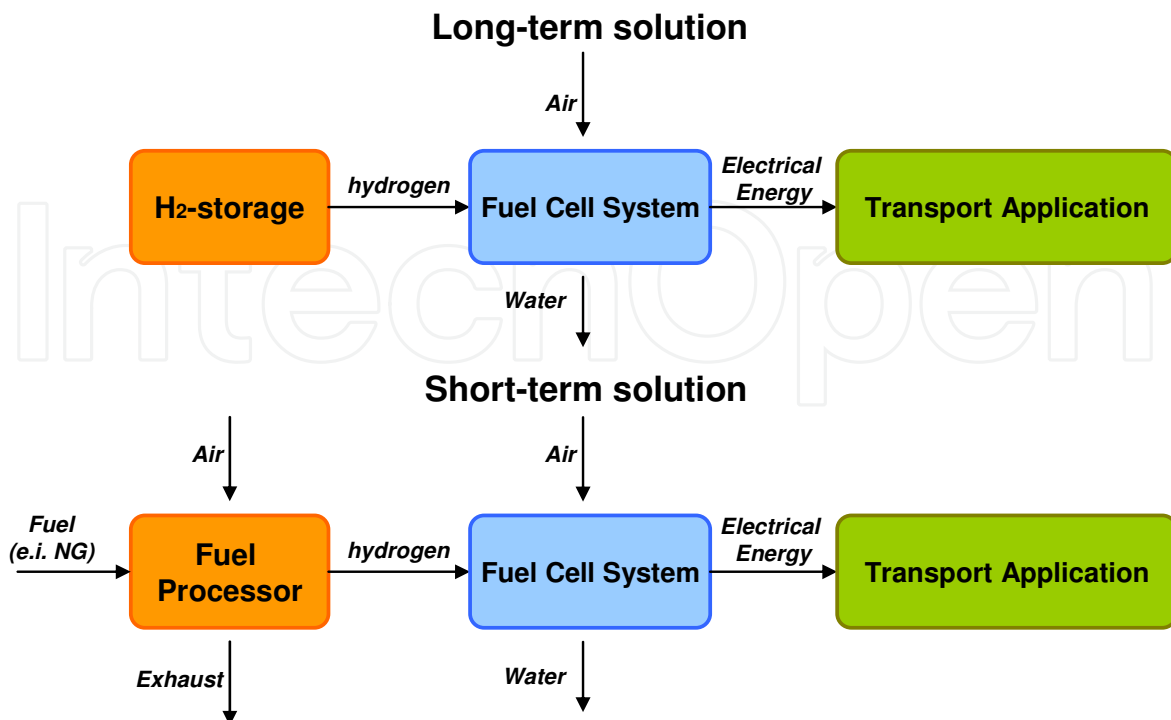 Long-term solution
Air
Electrical
Energy
hydrogen
H2-storage
Fuel Cell System
Transport Application
Water
IntechOpen
Short-term solution
Air
Air
Fuel
(e.i. NG)
hydrogen
Electrical
Energy
Fuel
Processor
Fuel Cell System
Transport Application
Exhaust
Water